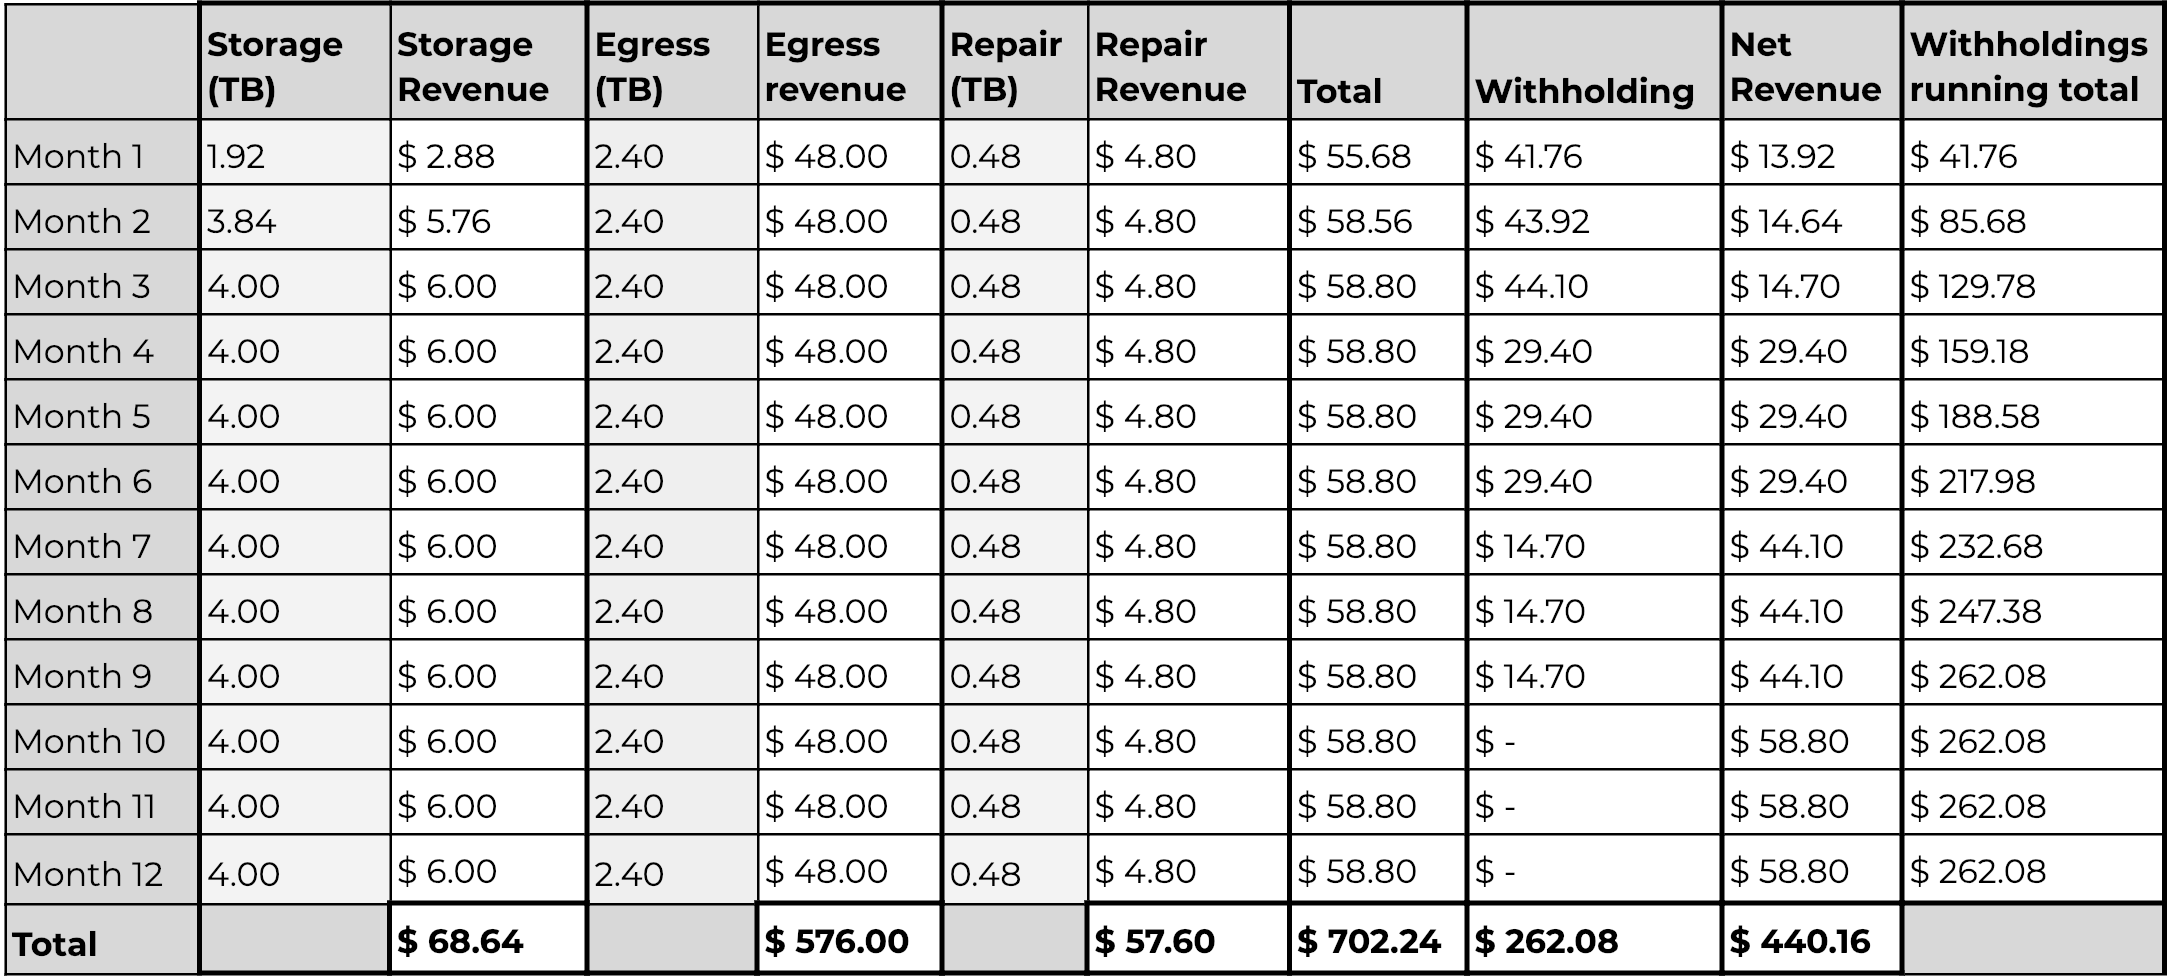 Storage (TB) Storage Revenue Egress (TB) Egress revenue Repair (TB) Repair Revenue Total Withholding Net Revenue Withholdings running total
Month 1 1.92 $ 2.88 2.40 $ 48.00 0.48 $ 4.80 $ 55.68 $ 41.76 $ 13.92 $ 41.76
Month 2 3.84 $ 5.76 2.40 $ 48.00 0.48 $ 4.80 $ 58.56 $ 43.92 $ 14.64 $ 85.68
Month 3 4.00 $ 6.00 2.40 $ 48.00 0.48 $ 4.80 $ 58.80 $ 44.10 $ 14.70 $ 129.78
Month 4 4.00 $ 6.00 2.40 $ 48.00 0.48 $ 4.80 $ 58.80 $ 29.40 $ 29.40 $ 159.18
Month 5 4.00 $ 6.00 2.40 $ 48.00 0.48 $ 4.80 $ 58.80 $ 29.40 $ 29.40 $ 188.58
Month 6 4.00 $ 6.00 2.40 $ 48.00 0.48 $ 4.80 $ 58.80 $ 29.40 $ 29.40 $ 217.98
Month 7 4.00 $ 6.00 2.40 $ 48.00 0.48 $ 4.80 $ 58.80 $ 14.70 $ 44.10 $ 232.68
Month 8 4.00 $ 6.00 2.40 $ 48.00 0.48 $ 4.80 $ 58.80 $ 14.70 $ 44.10 $ 247.38
Month 9 4.00 $ 6.00 2.40 $ 48.00 0.48 $ 4.80 $ 58.80 $ 14.70 $ 44.10 $ 262.08
Month 10 4.00 $ 6.00 2.40 $ 48.00 0.48 $ 4.80 $ 58.80 $ - $ 58.80 $ 262.08
Month 11 4.00 $ 6.00 2.40 $ 48.00 0.48 $ 4.80 $ 58.80 $ - $ 58.80 $ 262.08
Month 12 4.00 $ 6.00 2.40 $ 48.00 0.48 $ 4.80 $ 58.80 $ - $ 58.80 $ 262.08
Total $ 68.64 $ 576.00 $ 57.60 $ 702.24 $ 262.08 $ 440.16